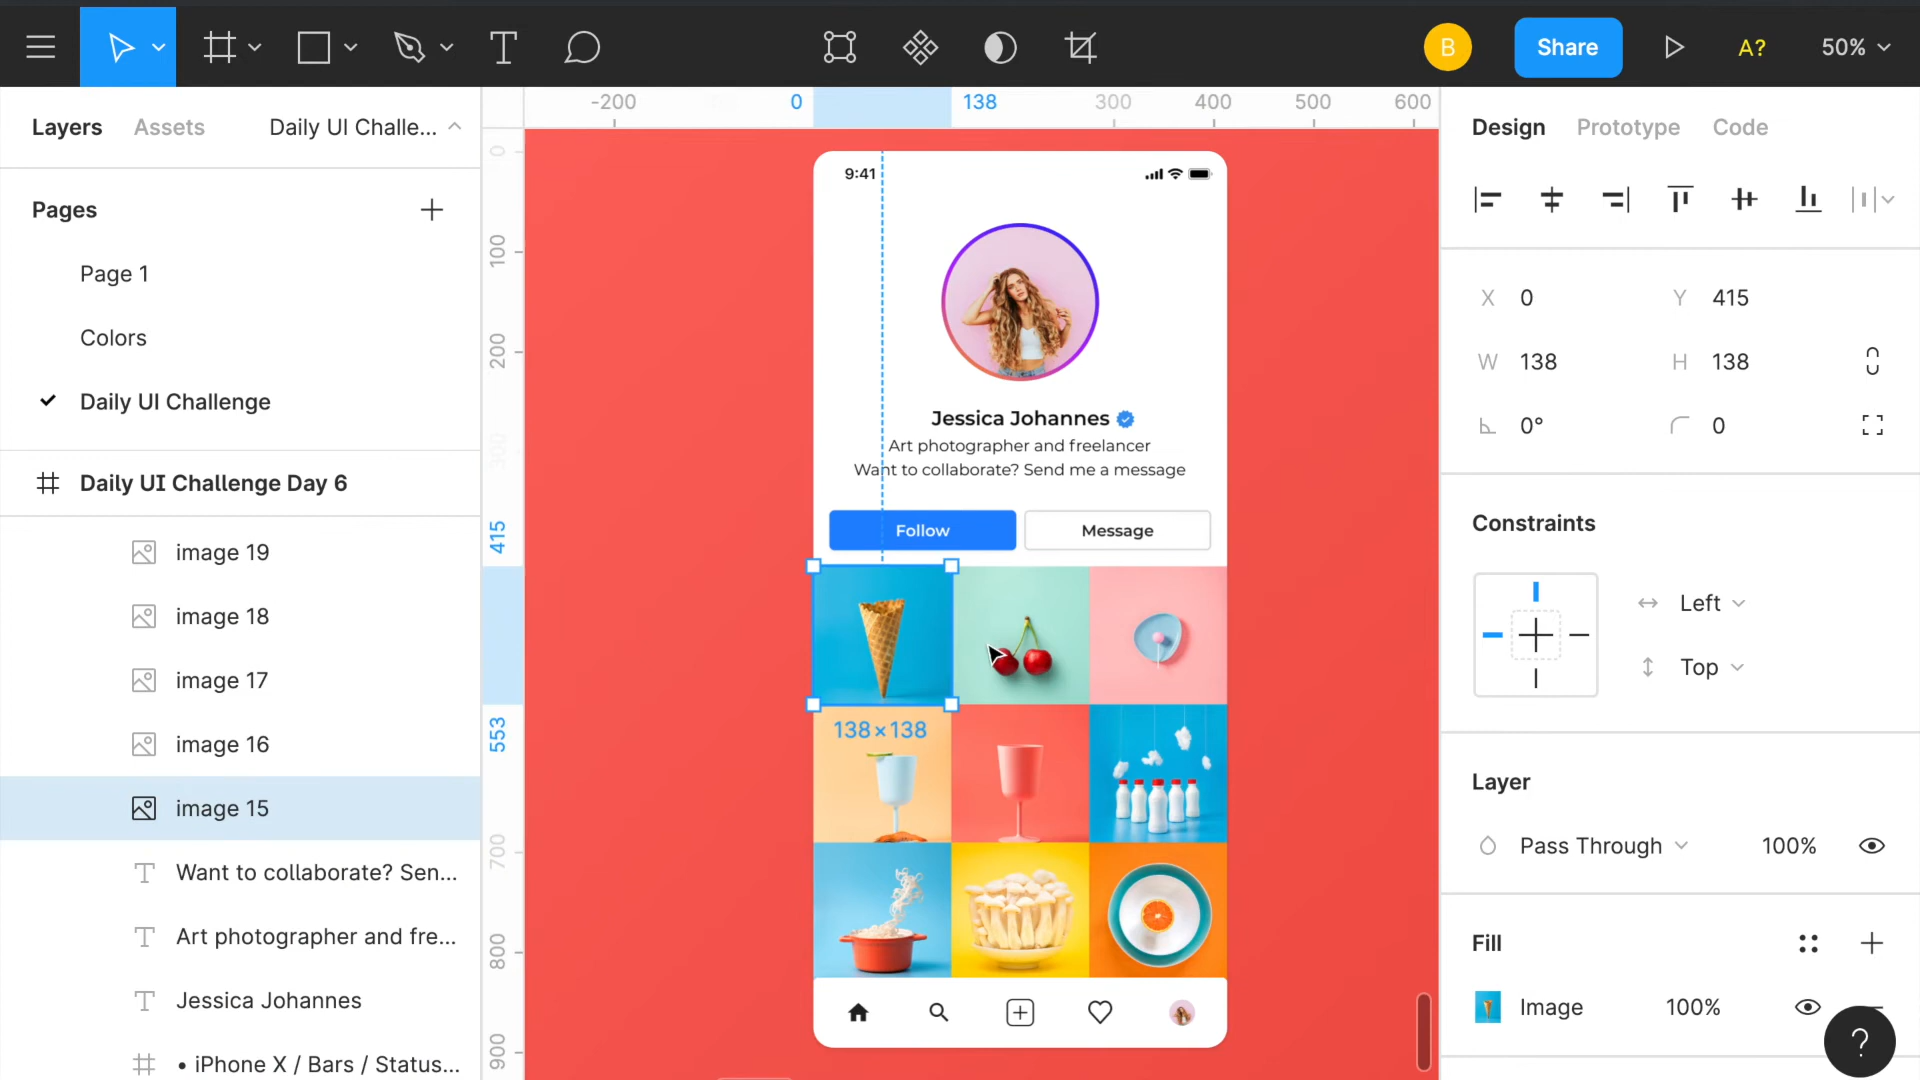 B
Share
A?
50%
Layers
Assets
Daily UI Challe...
Pages
Page 1
Colors
Daily UI Challenge
Daily UI Challenge Day 6
image 19
image 18
image 17
image 16
image 15
Want to collaborate? Sen...
Art photographer and fre...
Jessica Johannes
• iPhone X / Bars / Status...
-200
0
138
300
400
500
600
0
100
200
300
415
553
700
800
900
9:41
Jessica Johannes
Art photographer and freelancer
Want to collaborate? Send me a message
Follow
Message
138 × 138
Design
Prototype
Code
X 0
Y 415
W 138
H 138
0°
0
Constraints
Left
Top
Layer
Pass Through
100%
Fill
Image
100%
?